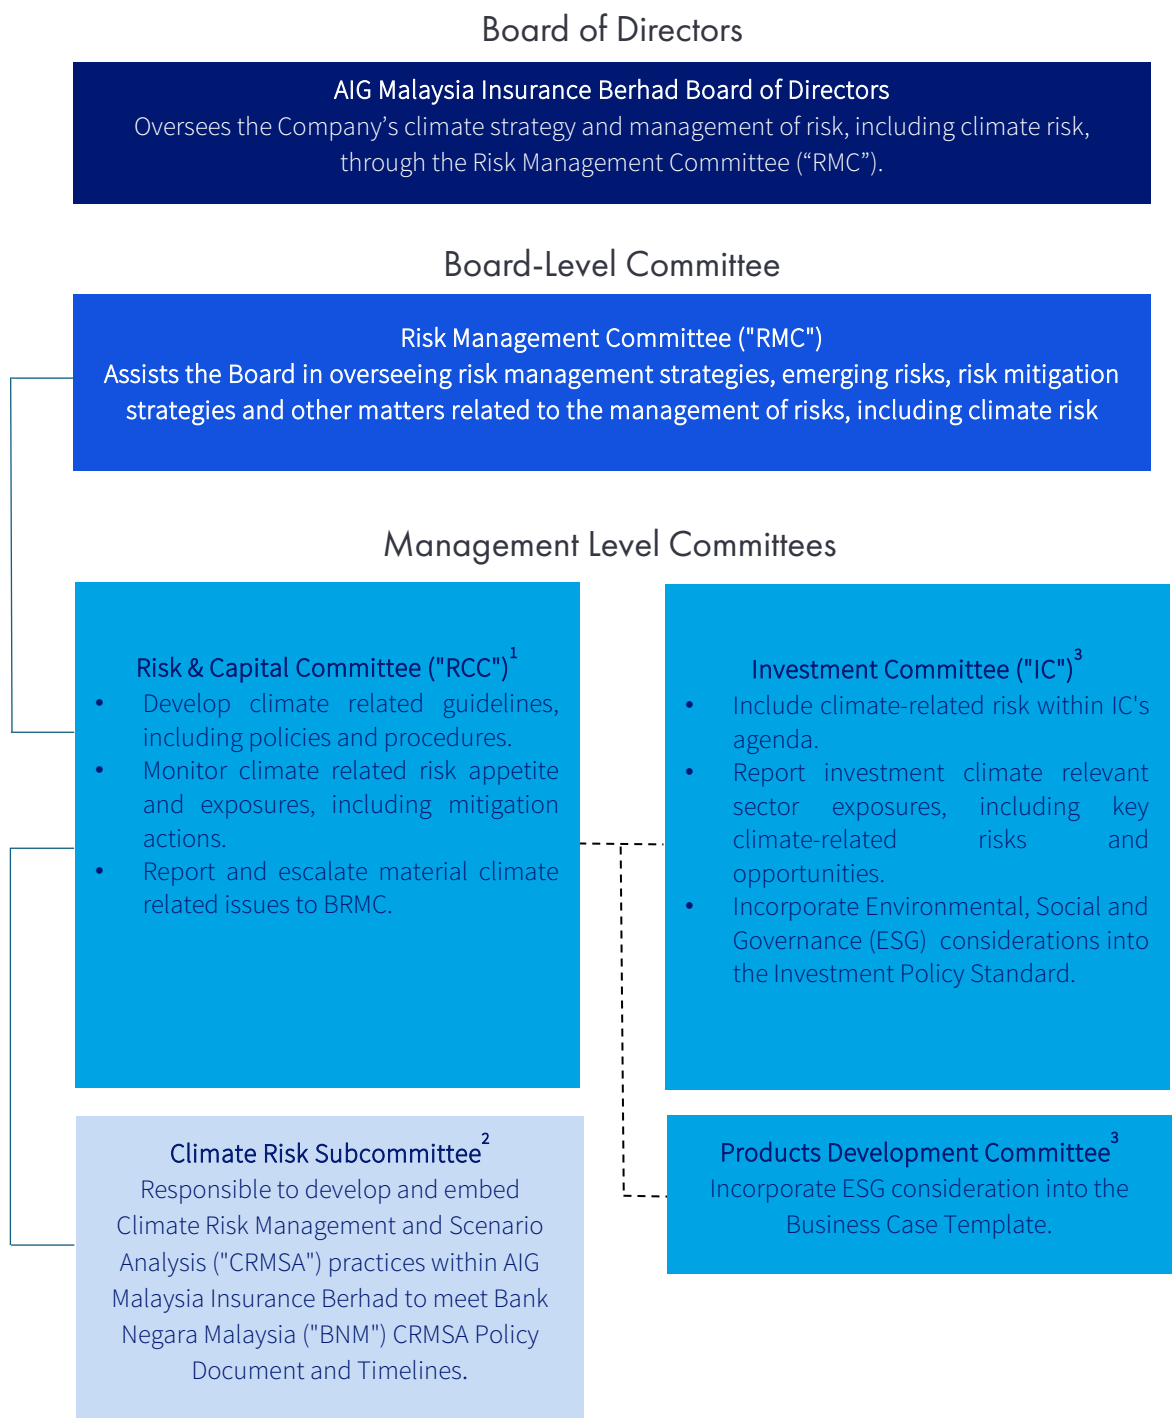 Board of Directors
AIG Malaysia Insurance Berhad Board of Directors
Oversees the Company’s climate strategy and management of risk, including climate risk,
through the Risk Management Committee (“RMC”).
Board-Level Committee
Risk Management Committee ("RMC")
Assists the Board in overseeing risk management strategies, emerging risks, risk mitigation
strategies and other matters related to the management of risks, including climate risk
Management Level Committees
Risk & Capital Committee ("RCC")1
• Develop climate related guidelines,
including policies and procedures.
• Monitor climate related risk appetite
and exposures, including mitigation
actions.
• Report and escalate material climate
related issues to BRMC.
Investment Committee ("IC")3
• Include climate-related risk within IC's
agenda.
• Report investment climate relevant
sector exposures, including key
climate-related risks and
opportunities.
• Incorporate Environmental, Social and
Governance (ESG) considerations into
the Investment Policy Standard.
Climate Risk Subcommittee2
Responsible to develop and embed
Climate Risk Management and Scenario
Analysis ("CRMSA") practices within AIG
Malaysia Insurance Berhad to meet Bank
Negara Malaysia ("BNM") CRMSA Policy
Document and Timelines.
Products Development Committee3
Incorporate ESG consideration into the
Business Case Template.